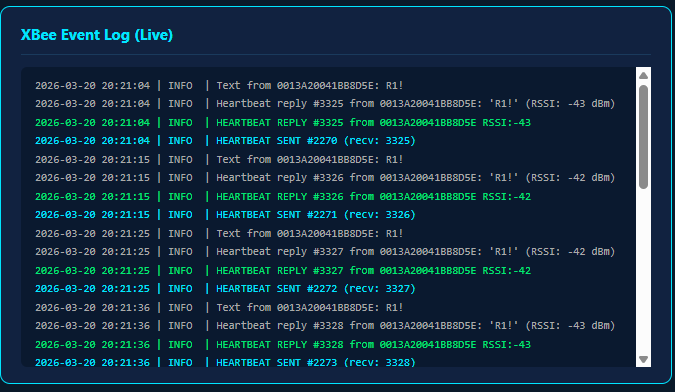 XBee Event Log (Live)
2026-03-20 20:21:04 | INFO | Text from 0013A20041BB8D5E: R1!
2026-03-20 20:21:04 | INFO | Heartbeat reply #3325 from 0013A20041BB8D5E: 'R1!' (RSSI: -43 dBm)
2026-03-20 20:21:04 | INFO | HEARTBEAT REPLY #3325 from 0013A20041BB8D5E RSSI:-43
2026-03-20 20:21:04 | INFO | HEARTBEAT SENT #2270 (recv: 3325)
2026-03-20 20:21:15 | INFO | Text from 0013A20041BB8D5E: R1!
2026-03-20 20:21:15 | INFO | Heartbeat reply #3326 from 0013A20041BB8D5E: 'R1!' (RSSI: -42 dBm)
2026-03-20 20:21:15 | INFO | HEARTBEAT REPLY #3326 from 0013A20041BB8D5E RSSI:-42
2026-03-20 20:21:15 | INFO | HEARTBEAT SENT #2271 (recv: 3326)
2026-03-20 20:21:25 | INFO | Text from 0013A20041BB8D5E: R1!
2026-03-20 20:21:25 | INFO | Heartbeat reply #3327 from 0013A20041BB8D5E: 'R1!' (RSSI: -42 dBm)
2026-03-20 20:21:25 | INFO | HEARTBEAT REPLY #3327 from 0013A20041BB8D5E RSSI:-42
2026-03-20 20:21:25 | INFO | HEARTBEAT SENT #2272 (recv: 3327)
2026-03-20 20:21:36 | INFO | Text from 0013A20041BB8D5E: R1!
2026-03-20 20:21:36 | INFO | Heartbeat reply #3328 from 0013A20041BB8D5E: 'R1!' (RSSI: -43 dBm)
2026-03-20 20:21:36 | INFO | HEARTBEAT REPLY #3328 from 0013A20041BB8D5E RSSI:-43
2026-03-20 20:21:36 | INFO | HEARTBEAT SENT #2273 (recv: 3328)